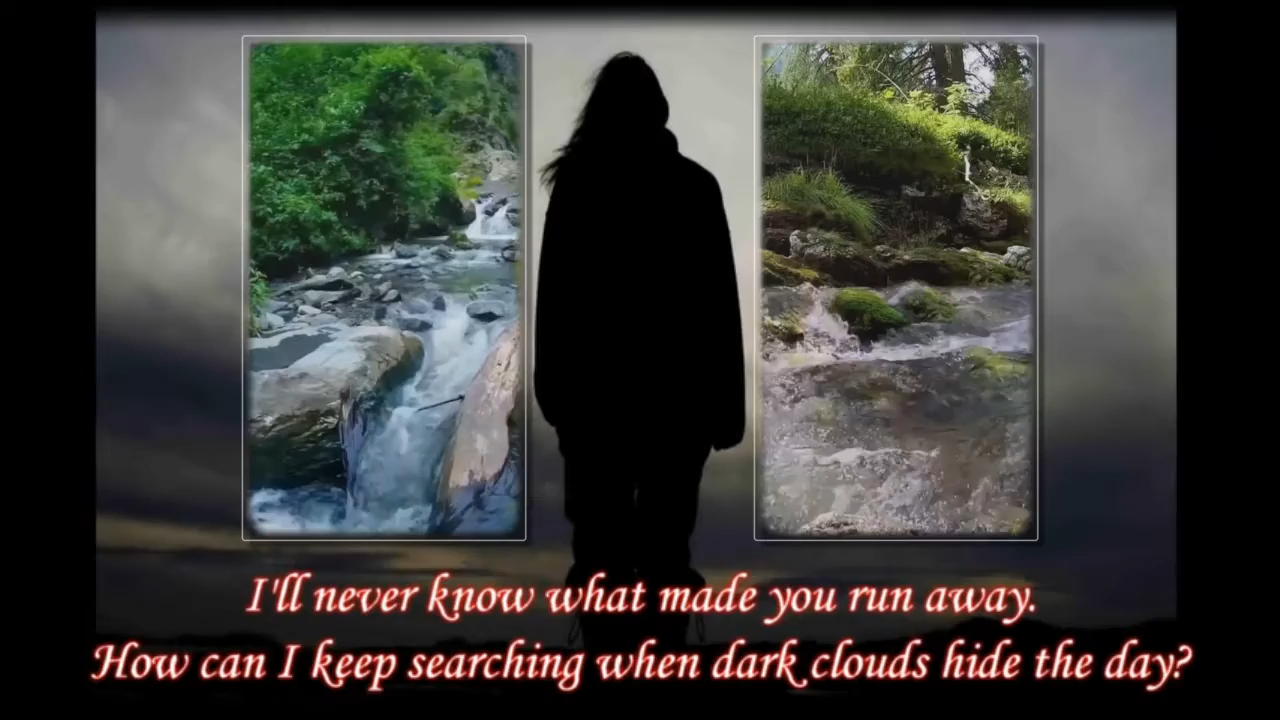 I'll never know what made you run away.
How can I keep searching when dark clouds hide the day?